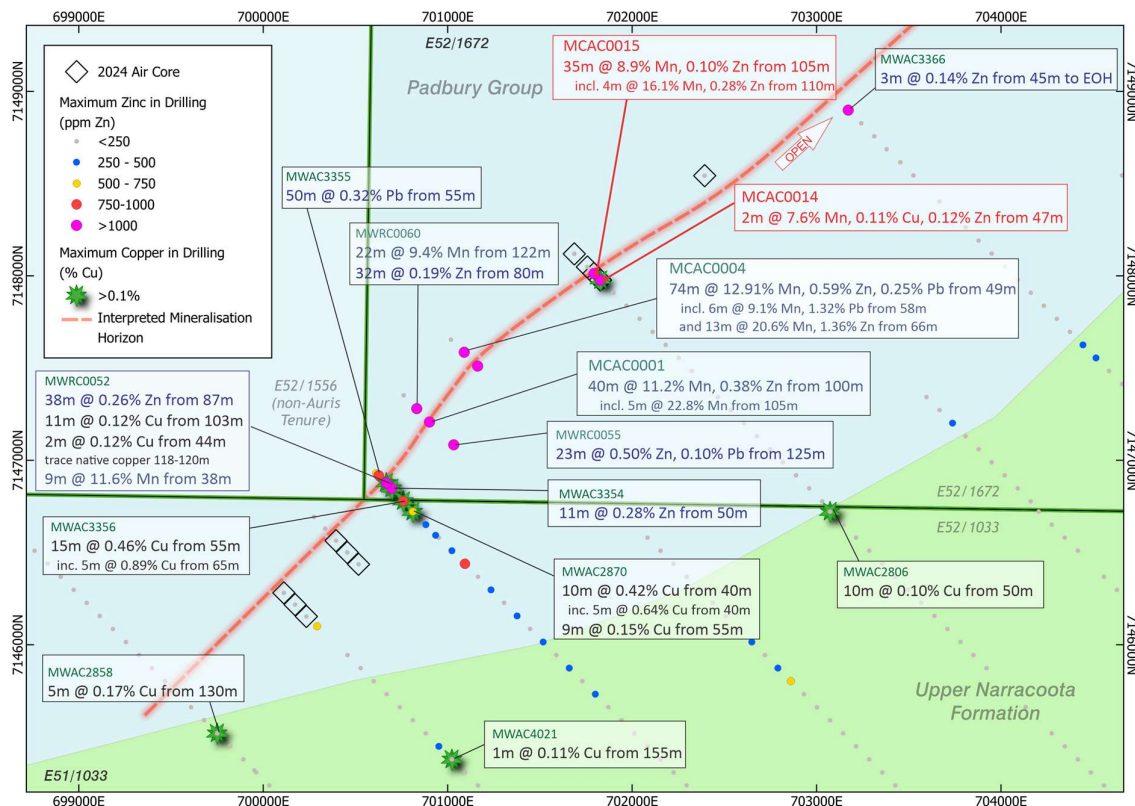 699000E
700000E
701000E
702000E
703000E
704000E
7149000N
7148000N
7147000N
7146000N
7149000N
7148000N
7147000N
7146000N
2024 Air Core
Maximum Zinc in Drilling
(ppm Zn)
<250
250 - 500
500 - 750
750-1000
>1000
Maximum Copper in Drilling
(% Cu)
>0.1%
Interpreted Mineralisation
Horizon
E52/1672
Padbury Group
MCAC0015
35m @ 8.9% Mn, 0.10% Zn from 105m
incl. 4m @ 16.1% Mn, 0.28% Zn from 110m
MWAC3366
3m @ 0.14% Zn from 45m to EOH
OPEN
MWAC3355
50m @ 0.32% Pb from 55m
MCAC0014
2m @ 7.6% Mn, 0.11% Cu, 0.12% Zn from 47m
MWRC0060
22m @ 9.4% Mn from 122m
32m @ 0.19% Zn from 80m
MCAC0004
74m @ 12.91% Mn, 0.59% Zn, 0.25% Pb from 49m
incl. 6m @ 9.1% Mn, 1.32% Pb from 58m
and 13m @ 20.6% Mn, 1.36% Zn from 66m
E52/1556
(non-Auris
Tenure)
MCAC0001
40m @ 11.2% Mn, 0.38% Zn from 100m
incl. 5m @ 22.8% Mn from 105m
MWRC0052
38m @ 0.26% Zn from 87m
11m @ 0.12% Cu from 103m
2m @ 0.12% Cu from 44m
trace native copper 118-120m
9m @ 11.6% Mn from 38m
MWRC0055
23m @ 0.50% Zn, 0.10% Pb from 125m
MWAC3354
11m @ 0.28% Zn from 50m
E52/1672
E52/1033
MWAC3356
15m @ 0.46% Cu from 55m
inc. 5m @ 0.89% Cu from 65m
MWAC2870
10m @ 0.42% Cu from 40m
inc. 5m @ 0.64% Cu from 40m
9m @ 0.15% Cu from 55m
MWAC2806
10m @ 0.10% Cu from 50m
MWAC2858
5m @ 0.17% Cu from 130m
Upper Narracoota
Formation
MWAC4021
1m @ 0.11% Cu from 155m
E51/1033
699000E
700000E
701000E
702000E
703000E
704000E